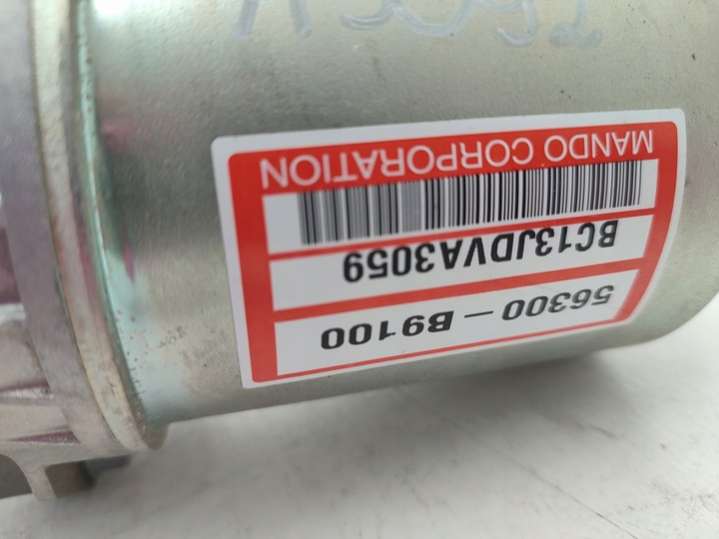 MANDO CORPORATION
BC13JDVA3059
56300 - B9100